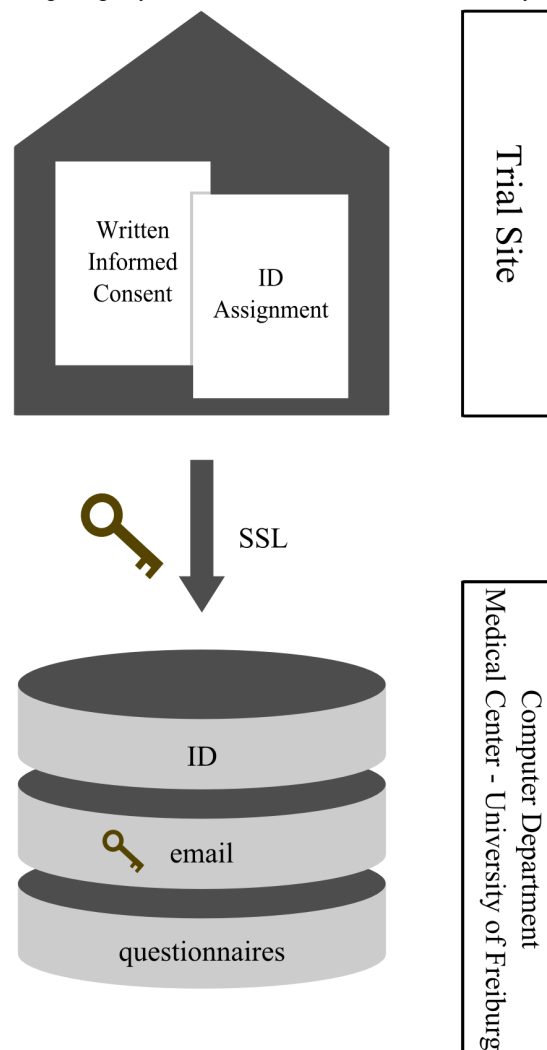 Written
Informed
Consent
ID
Assignment
Trial Site
SSL
ID
email
questionnaires
Computer Department
Medical Center - University of Freiburg